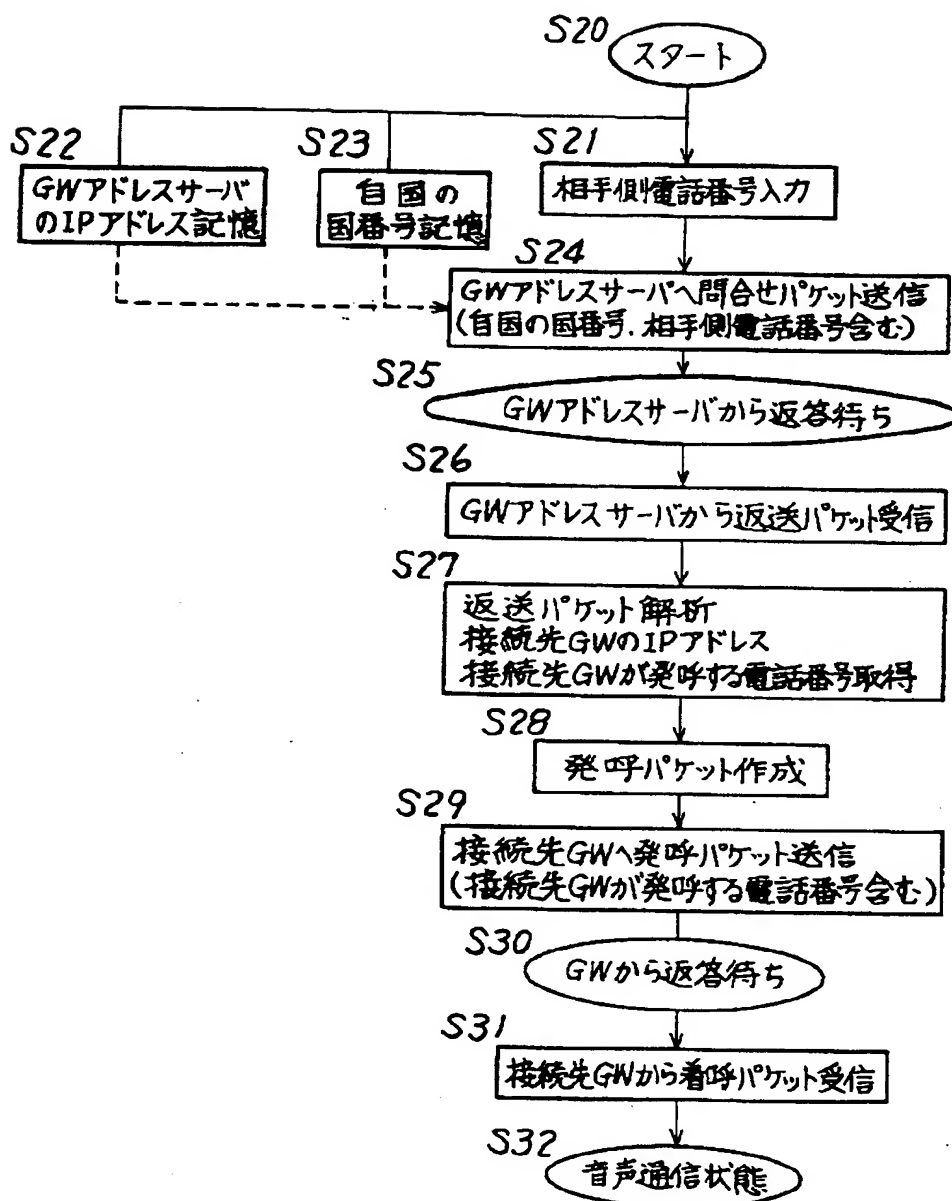 S20
スタート
S22
GWアドレスサーバ
のIPアドレス記憶
S23
自国の
国番号記憶
S21
相手側電話番号入力
S24
GWアドレスサーバへ問合せパケット送信
(自国の国番号.相手側電話番号含む)
S25
GWアドレスサーバから返答待ち
S26
GWアドレスサーバから返送パケット受信
S27
返送パケット解析
接続先GWのIPアドレス
接続先GWが発呼する電話番号取得
S28
発呼パケット作成
S29
接続先GWへ発呼パケット送信
(接続先GWが発呼する電話番号含む)
S30
GWから返答待ち
S31
接続先GWから着呼パケット受信
S32
音声通信状態